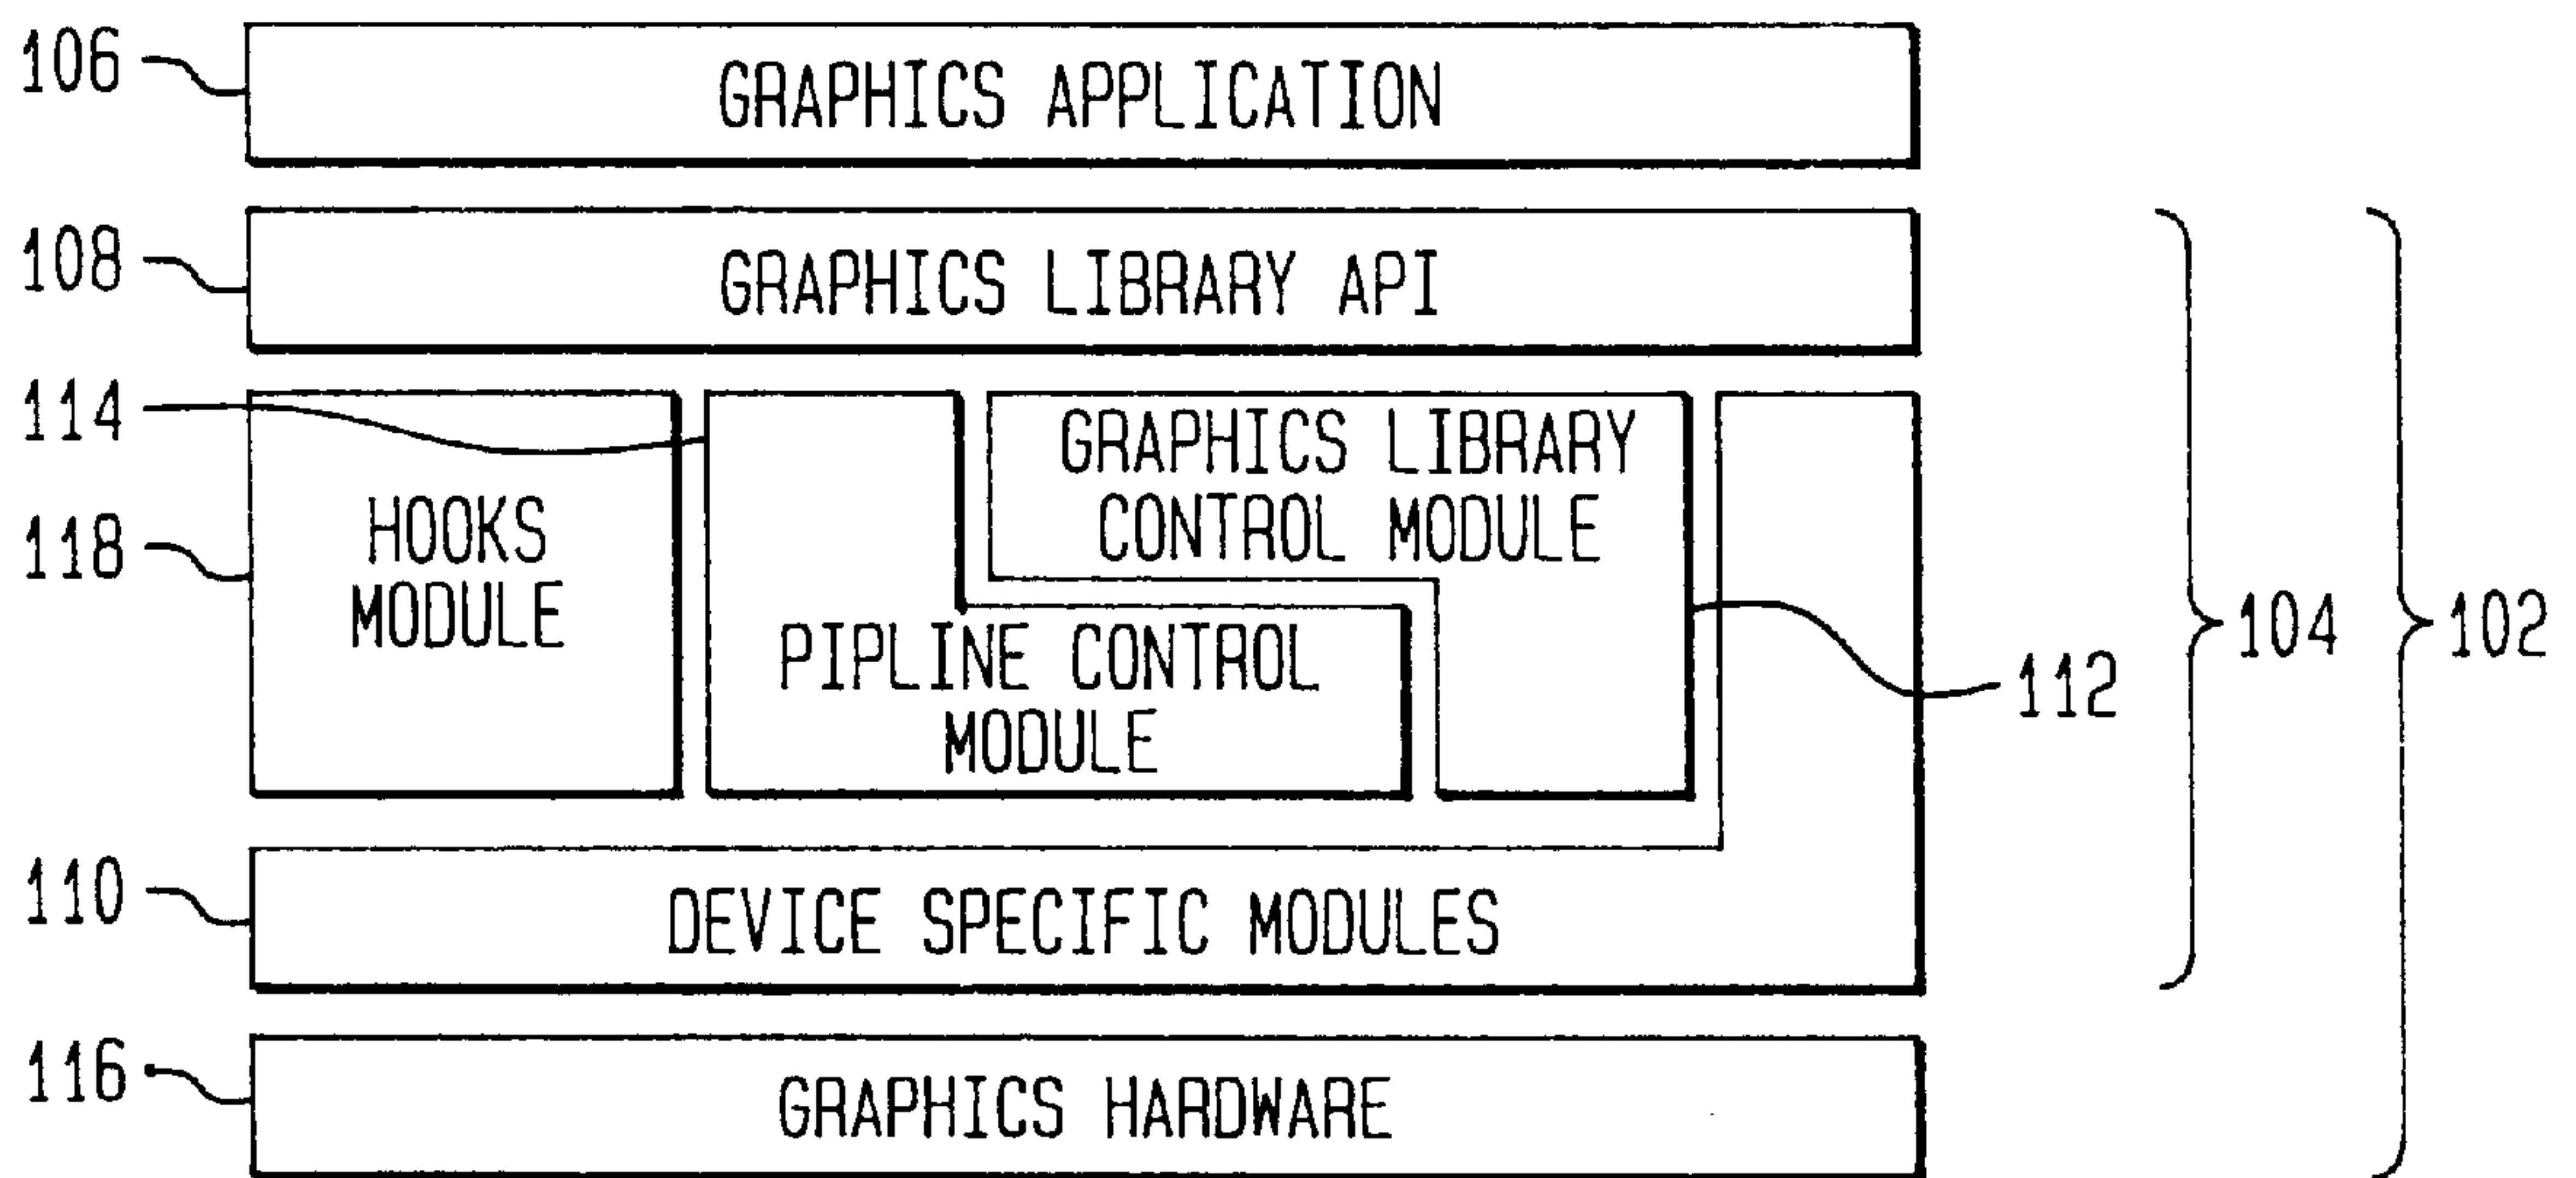 106
GRAPHICS APPLICATION
108
GRAPHICS LIBRARY API
114
118
HOOKS
MODULE
GRAPHICS LIBRARY
CONTROL MODULE
PIPLINE CONTROL
MODULE
112
104
102
110
DEVICE SPECIFIC MODULES
116
GRAPHICS HARDWARE